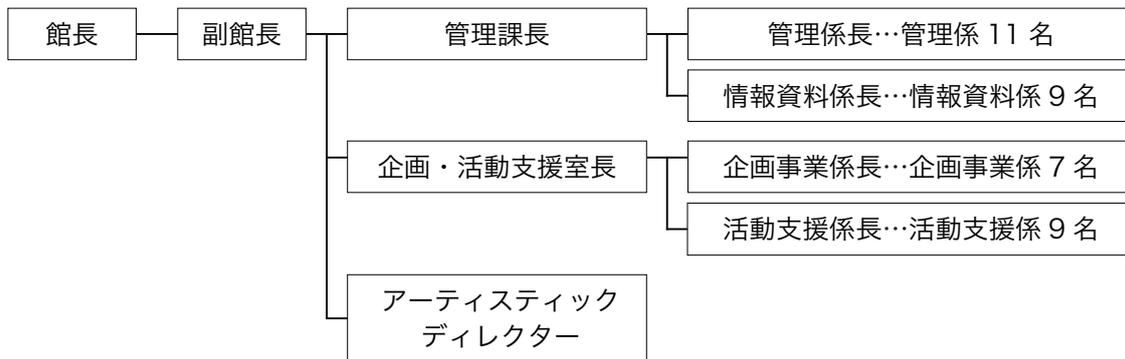 館長
副館長
管理課長
管理係長…管理係 11 名
情報資料係長…情報資料係 9 名
企画・活動支援室長
企画事業係長…企画事業係 7 名
活動支援係長…活動支援係 9 名
アーティスティック
ディレクター